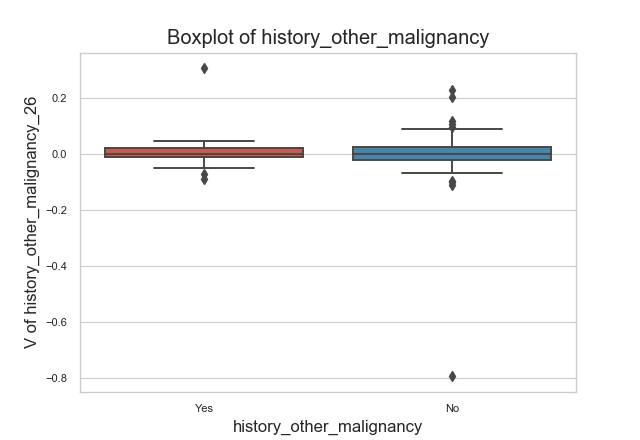 Boxplot of history_other_malignancy
V of history_other_malignancy_26
0.2
0.0
−0.2
−0.4
−0.6
−0.8
Yes No
history_other_malignancy